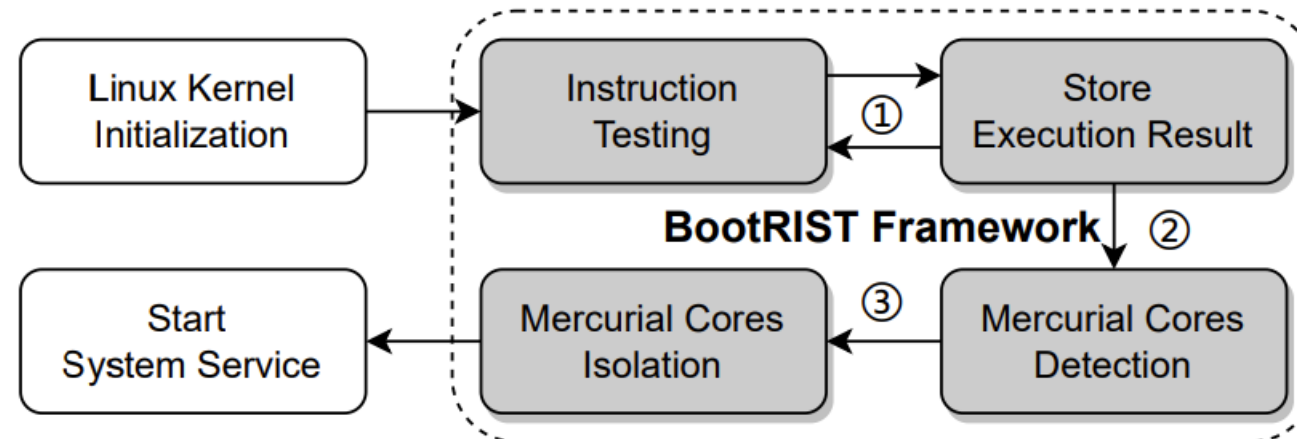 Linux Kernel
Initialization
Instruction
Testing
①
Store
Execution Result
BootRIST Framework
②
Start
System Service
Mercurial Cores
Isolation
③
Mercurial Cores
Detection